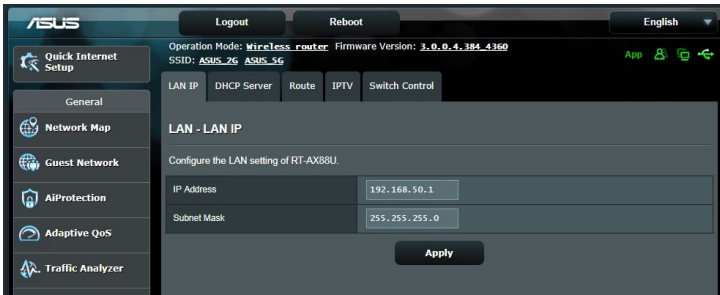 ASUS
Logout
Reboot
English
Operation Mode: Wireless router Firmware Version: 3.0.0.4.384_4360
SSID: ASUS_2G ASUS_5G
App
Quick Internet
Setup
General
Network Map
Guest Network
AiProtection
Adaptive QoS
Traffic Analyzer
LAN IP
DHCP Server
Route
IPTV
Switch Control
LAN - LAN IP
Configure the LAN setting of RT-AX88U.
IP Address
192.168.50.1
Subnet Mask
255.255.255.0
Apply